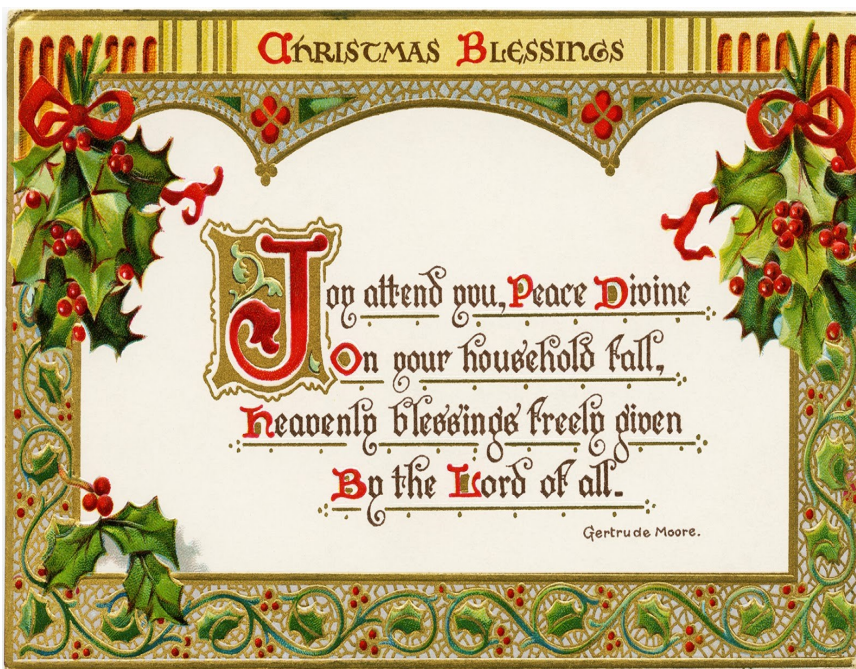 Christmas Blessings
Joy attend you, Peace Divine
On your household fall,
Heavenly blessings freely given
By the Lord of all.
Gertrude Moore.